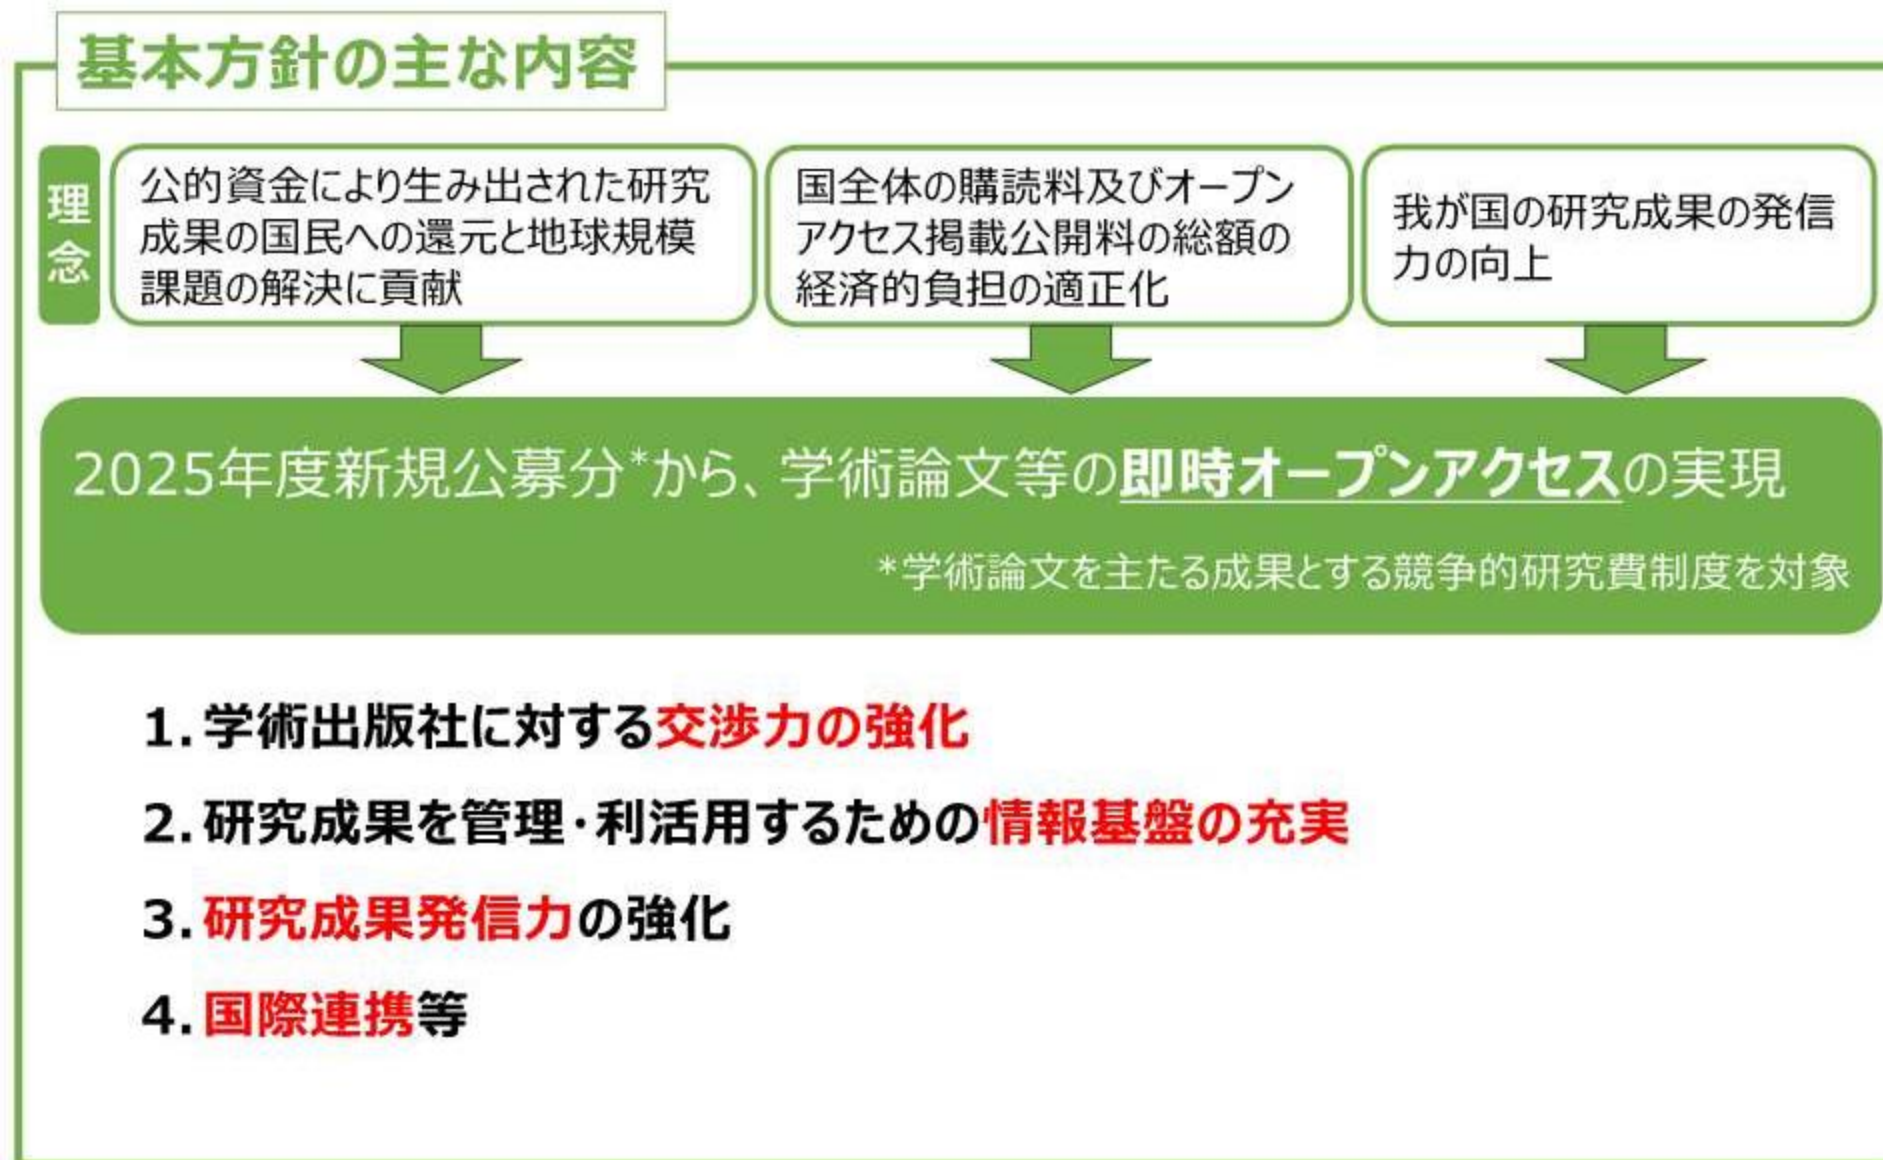 基本方針の主な内容
理念
公的資金により生み出された研究
成果の国民への還元と地球規模
課題の解決に貢献
国全体の購読料及びオープン
アクセス掲載公開料の総額の
経済的負担の適正化
我が国の研究成果の発信
力の向上
2025年度新規公募分*から、学術論文等の即時オープンアクセスの実現
*学術論文を主たる成果とする競争的研究費制度を対象
1. 学術出版社に対する交渉力の強化
2. 研究成果を管理・利活用するための情報基盤の充実
3. 研究成果発信力の強化
4. 国際連携等